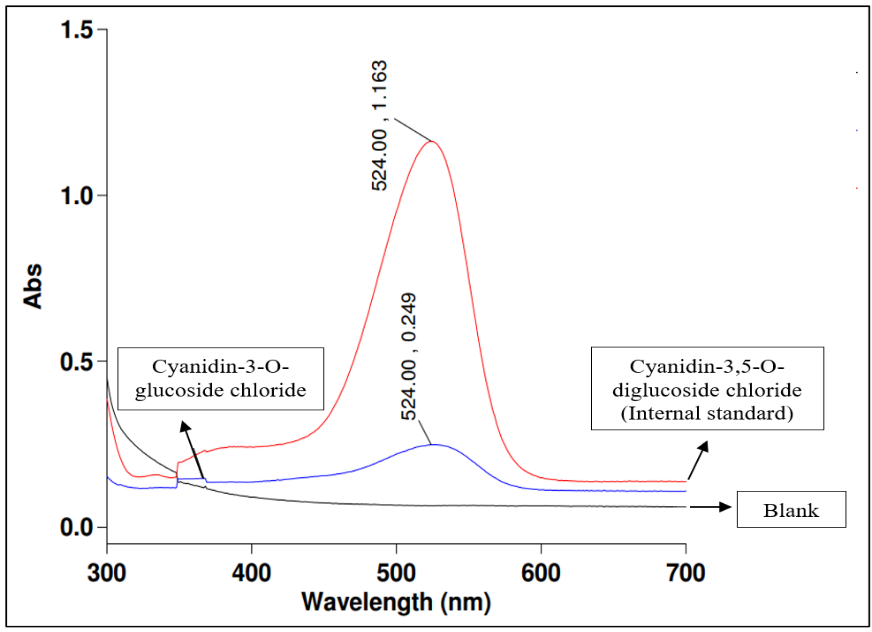 1.5
1.0
0.5
0.0
Abs
300
400
500
600
700
Wavelength (nm)
524.00 , 1.163
524.00 , 0.249
Cyanidin-3-O-
glucoside chloride
Cyanidin-3,5-O-
diglucoside chloride
(Internal standard)
Blank